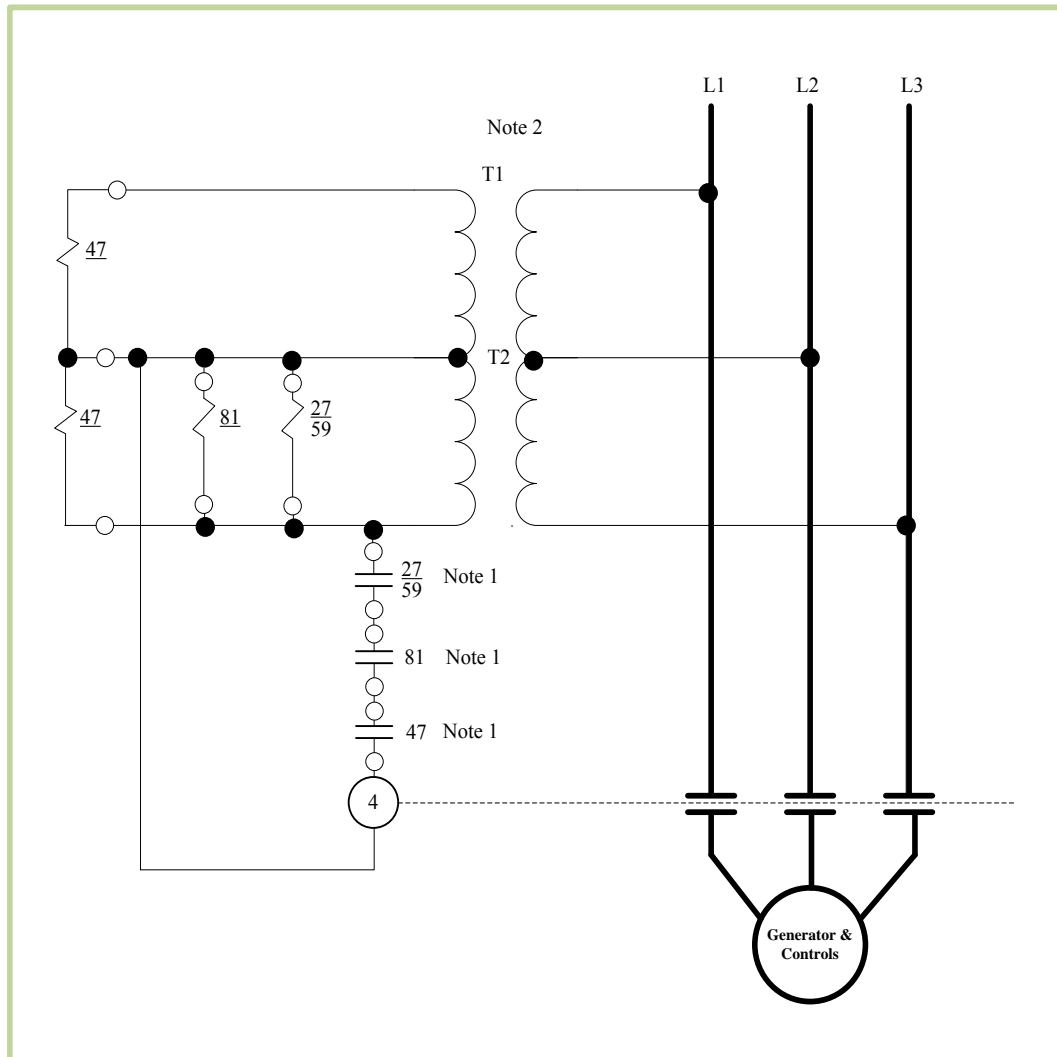 L1 L2 L3
Note 2
T1
47
T2
47
81
27
59
27
59 Note 1
81 Note 1
47 Note 1
4
Generator &
Controls